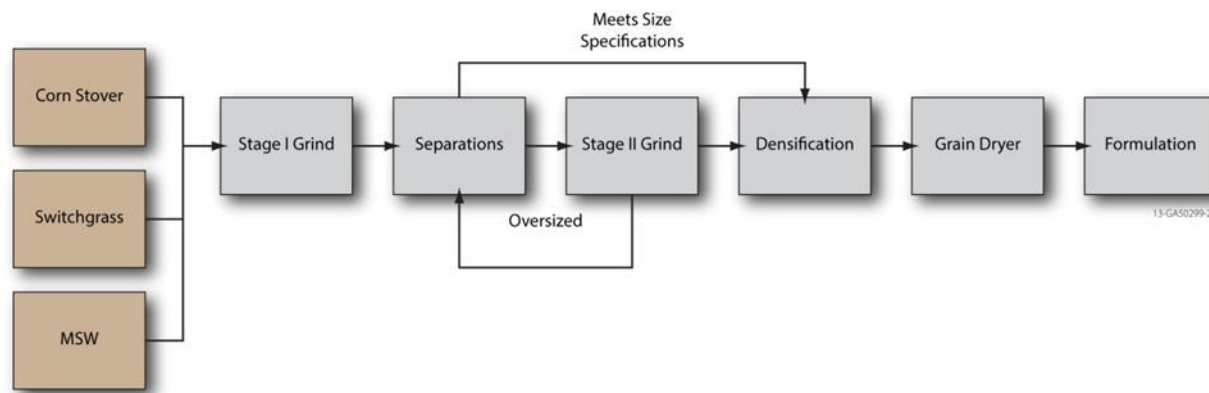 Meets Size
Specifications
Corn Stover
Stage I Grind
Separations
Stage II Grind
Densification
Grain Dryer
Formulation
Switchgrass
Oversized
MSW